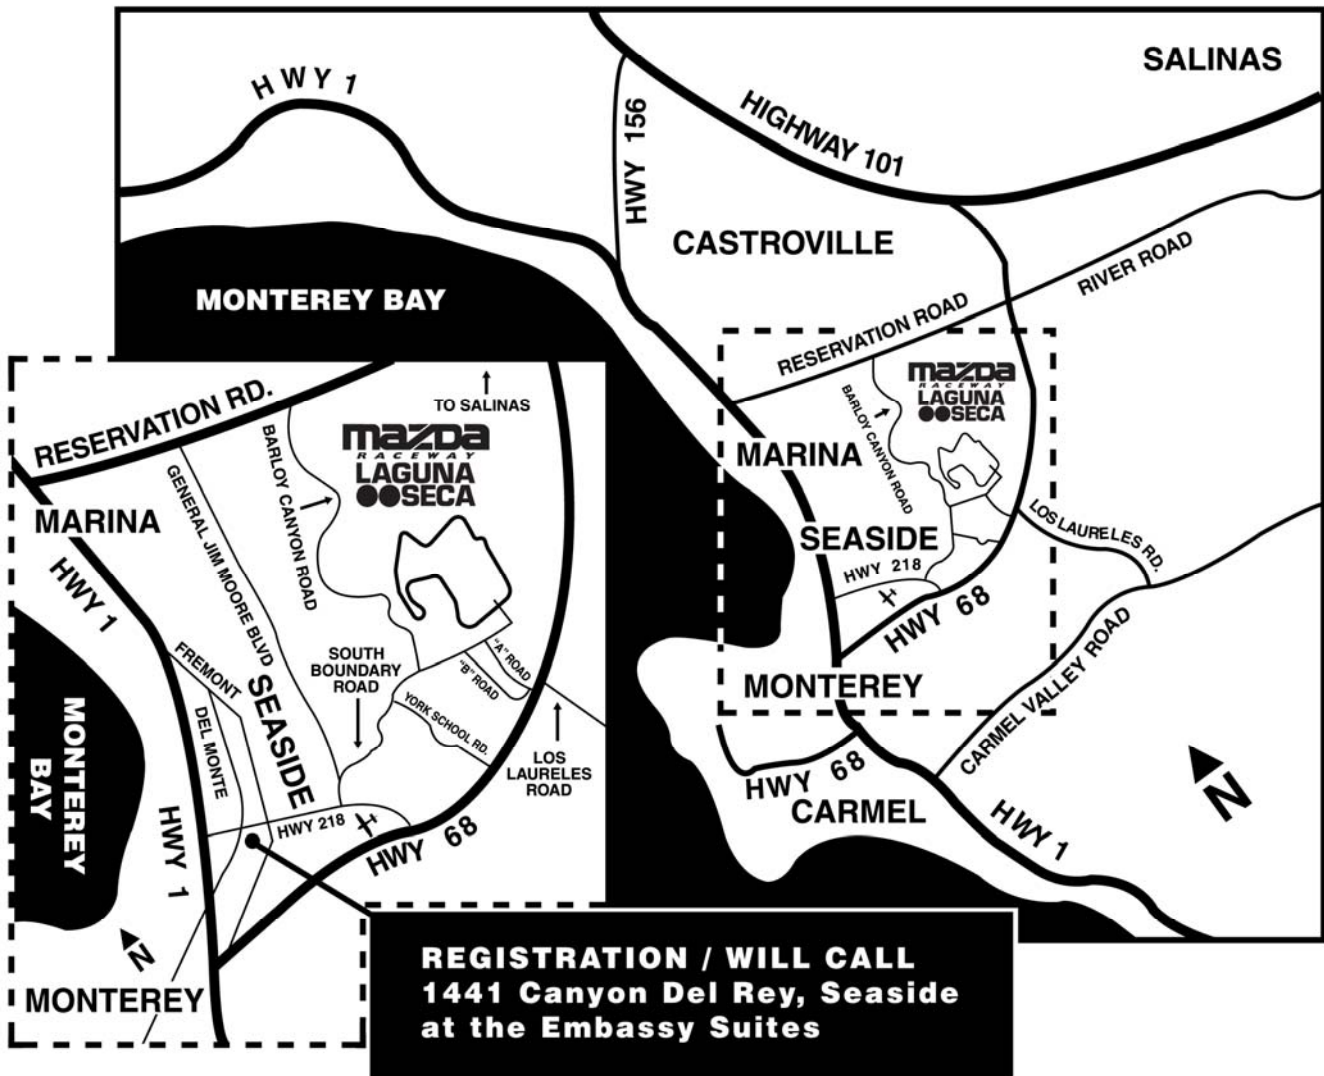 SALINAS
HWY 1
HIGHWAY 101
HWY 156
CASTROVILLE
RIVER ROAD
MONTEREY BAY
RESERVATION ROAD
mazda
RACEWAY
LAGUNA
SECA
BARLOY CANYON ROAD
MARINA
SEASIDE
LOS LAURELES RD.
HWY 218
HWY 68
MONTEREY
CARMEL VALLEY ROAD
HWY 68
CARMEL
HWY 1
N
TO SALINAS
RESERVATION RD.
mazda
RACEWAY
LAGUNA
SECA
BARLOY CANYON ROAD
GENERAL JIM MOORE BLVD
MARINA
HWY 1
FREMONT
SOUTH
BOUNDARY
ROAD
"A" ROAD
"B" ROAD
SEASIDE
DEL MONTE
YORK SCHOOL RD.
MONTEREY
BAY
LOS
LAURELES
ROAD
HWY 1
HWY 218
HWY 68
N
MONTEREY
REGISTRATION / WILL CALL
1441 Canyon Del Rey, Seaside
at the Embassy Suites